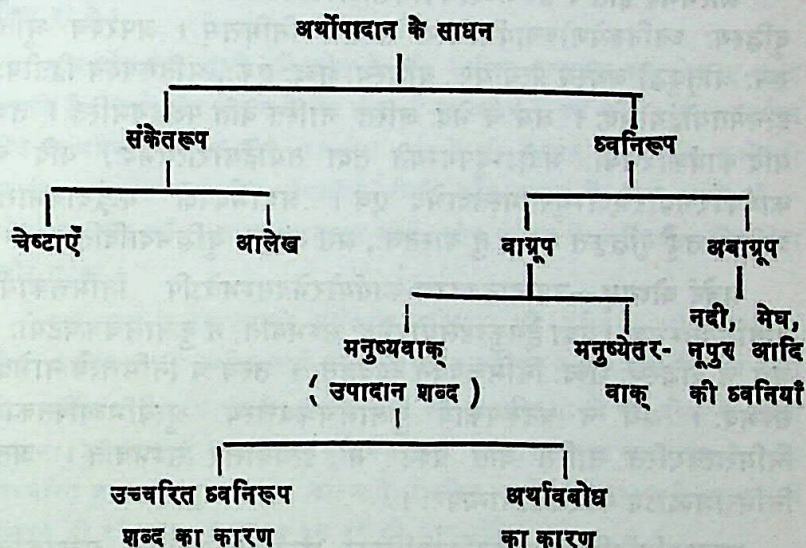 अर्थोपादान के साधन
संकेतरूप
ध्वनिरूप
चेष्टाएँ
आलेख
वाग्रूप
अवाग्रूप
मनुष्यवाक्
( उपादान शब्द )
मनुष्येतर-
वाक्
नदी, मेघ,
नूपुर आदि
की ध्वनियाँ
उच्चरित ध्वनिरूप
शब्द का कारण
अर्थावबोध
का कारण